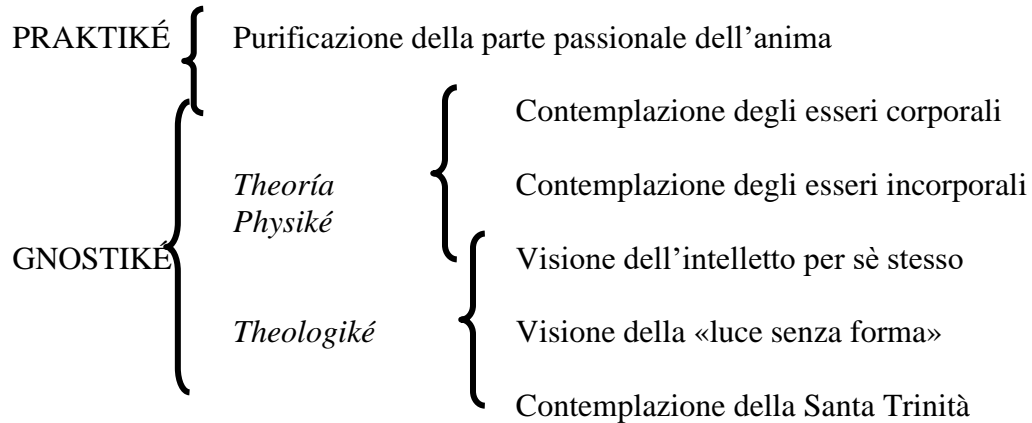 PRAKTIKÉ Purificazione della parte passionale dell’anima
Contemplazione degli esseri corporali
Theoría Contemplazione degli esseri incorporali
Physiké
GNOSTIKÉ Visione dell’intelletto per sè stesso
Theologiké Visione della «luce senza forma»
Contemplazione della Santa Trinità